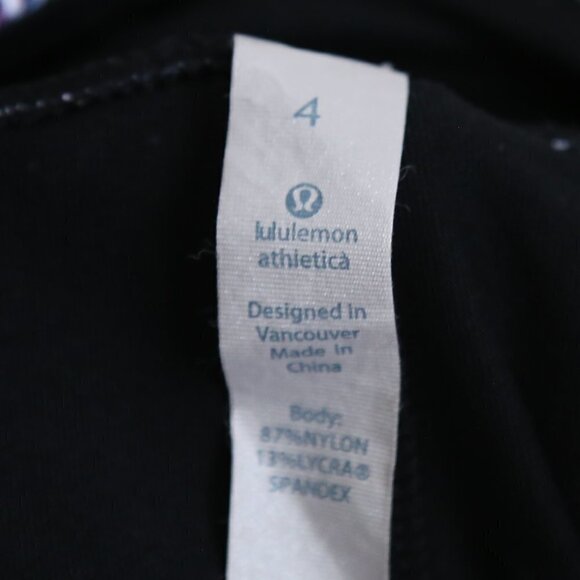 4
lululemon
athletica
Designed in
Vancouver
Made in
China
Body:
87%NYLON
13%LYCRA®
SPANDEX